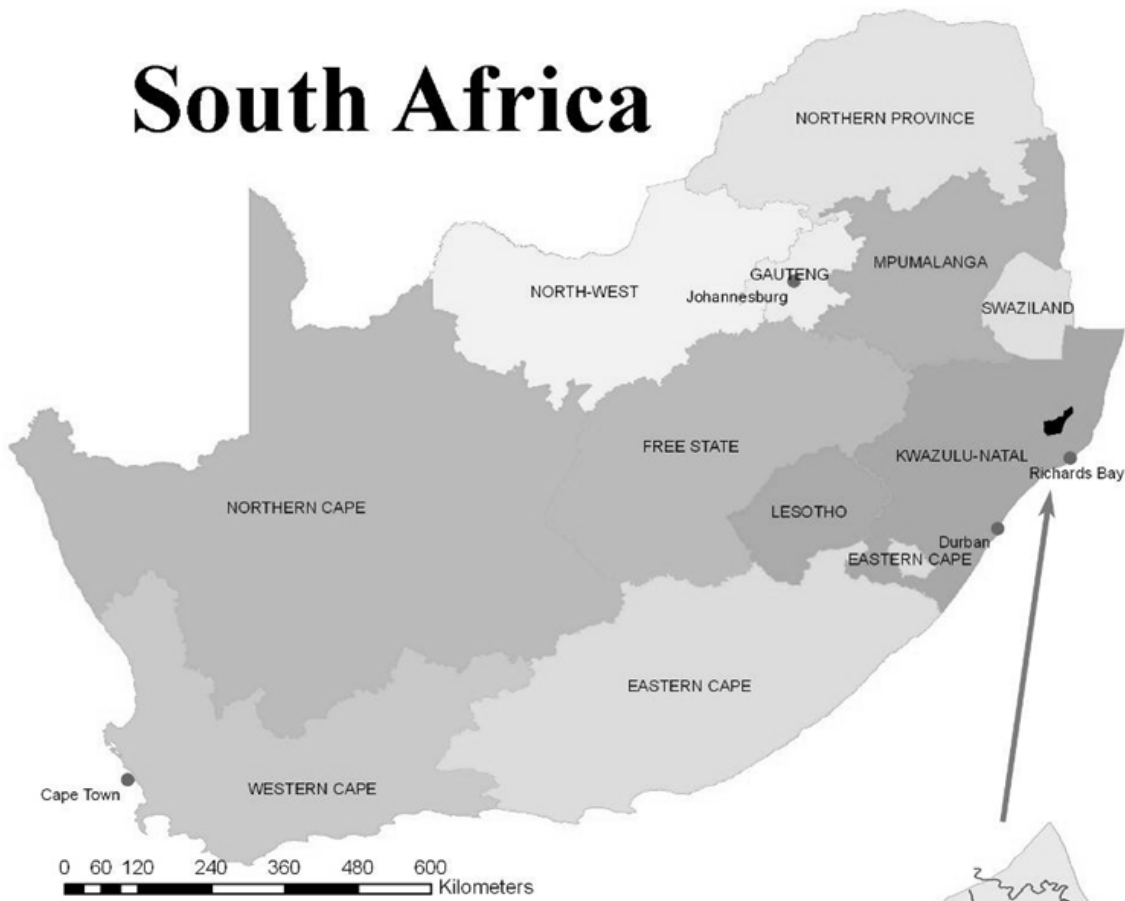 South Africa
NORTHERN PROVINCE
MPUMALANGA
GAUTENG
NORTH-WEST
Johannesburg
SWAZILAND
FREE STATE
KWAZULU-NATAL
Richards Bay
NORTHERN CAPE
LESOTHO
Durban
EASTERN CAPE
EASTERN CAPE
WESTERN CAPE
Cape Town
0 60 120 240 360 480 600
Kilometers